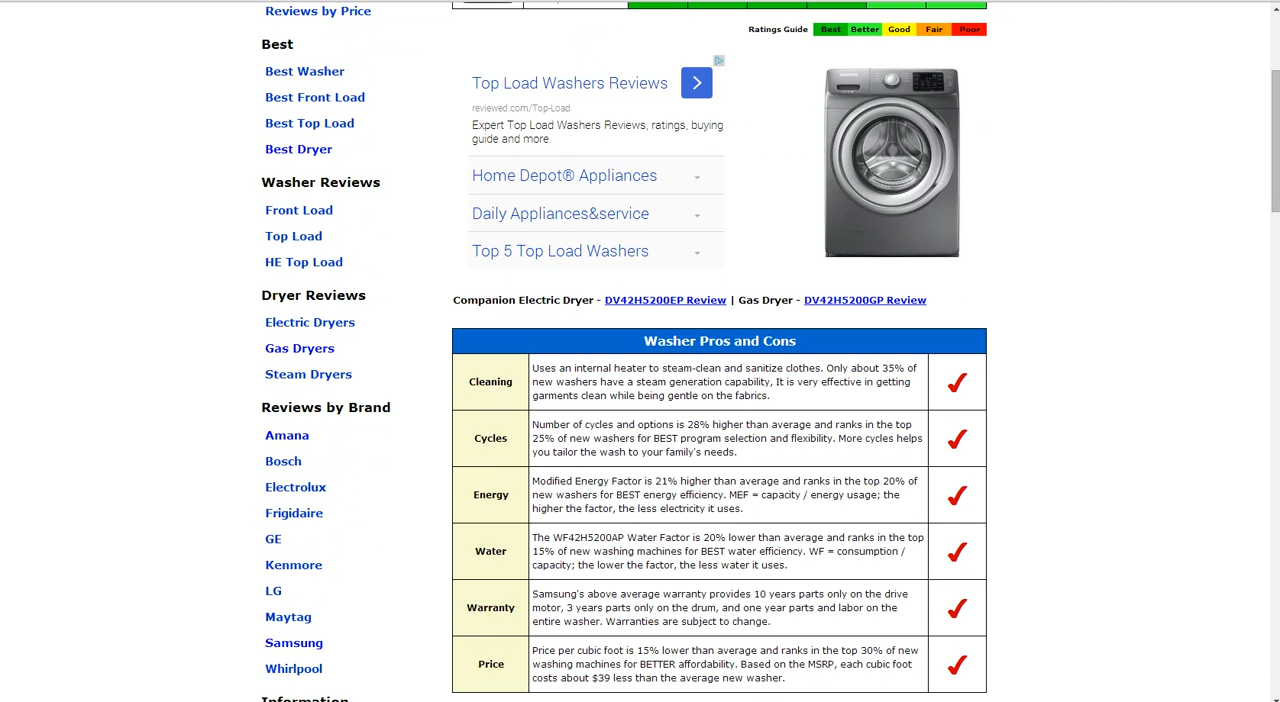 Reviews by Price
Best
Best Washer
Best Front Load
Best Top Load
Best Dryer
Washer Reviews
Front Load
Top Load
HE Top Load
Dryer Reviews
Electric Dryers
Gas Dryers
Steam Dryers
Reviews by Brand
Amana
Bosch
Electrolux
Frigidaire
GE
Kenmore
LG
Maytag
Samsung
Whirlpool
Information
Ratings Guide Best Better Good Fair Poor
Top Load Washers Reviews
reviewed.com/Top-Load
Expert Top Load Washers Reviews, ratings, buying
guide and more.
Home Depot® Appliances
Daily Appliances&service
Top 5 Top Load Washers
SAMSUNG
Companion Electric Dryer - DV42H5200EP Review | Gas Dryer - DV42H5200GP Review
Washer Pros and Cons
Cleaning
Uses an internal heater to steam-clean and sanitize clothes. Only about 35% of
new washers have a steam generation capability, It is very effective in getting
garments clean while being gentle on the fabrics.
Cycles
Number of cycles and options is 28% higher than average and ranks in the top
25% of new washers for BEST program selection and flexibility. More cycles helps
you tailor the wash to your family's needs.
Energy
Modified Energy Factor is 21% higher than average and ranks in the top 20% of
new washers for BEST energy efficiency. MEF = capacity / energy usage; the
higher the factor, the less electricity it uses.
Water
The WF42H5200AP Water Factor is 20% lower than average and ranks in the top
15% of new washing machines for BEST water efficiency. WF = consumption /
capacity; the lower the factor, the less water it uses.
Warranty
Samsung's above average warranty provides 10 years parts only on the drive
motor, 3 years parts only on the drum, and one year parts and labor on the
entire washer. Warranties are subject to change.
Price
Price per cubic foot is 15% lower than average and ranks in the top 30% of new
washing machines for BETTER affordability. Based on the MSRP, each cubic foot
costs about $39 less than the average new washer.